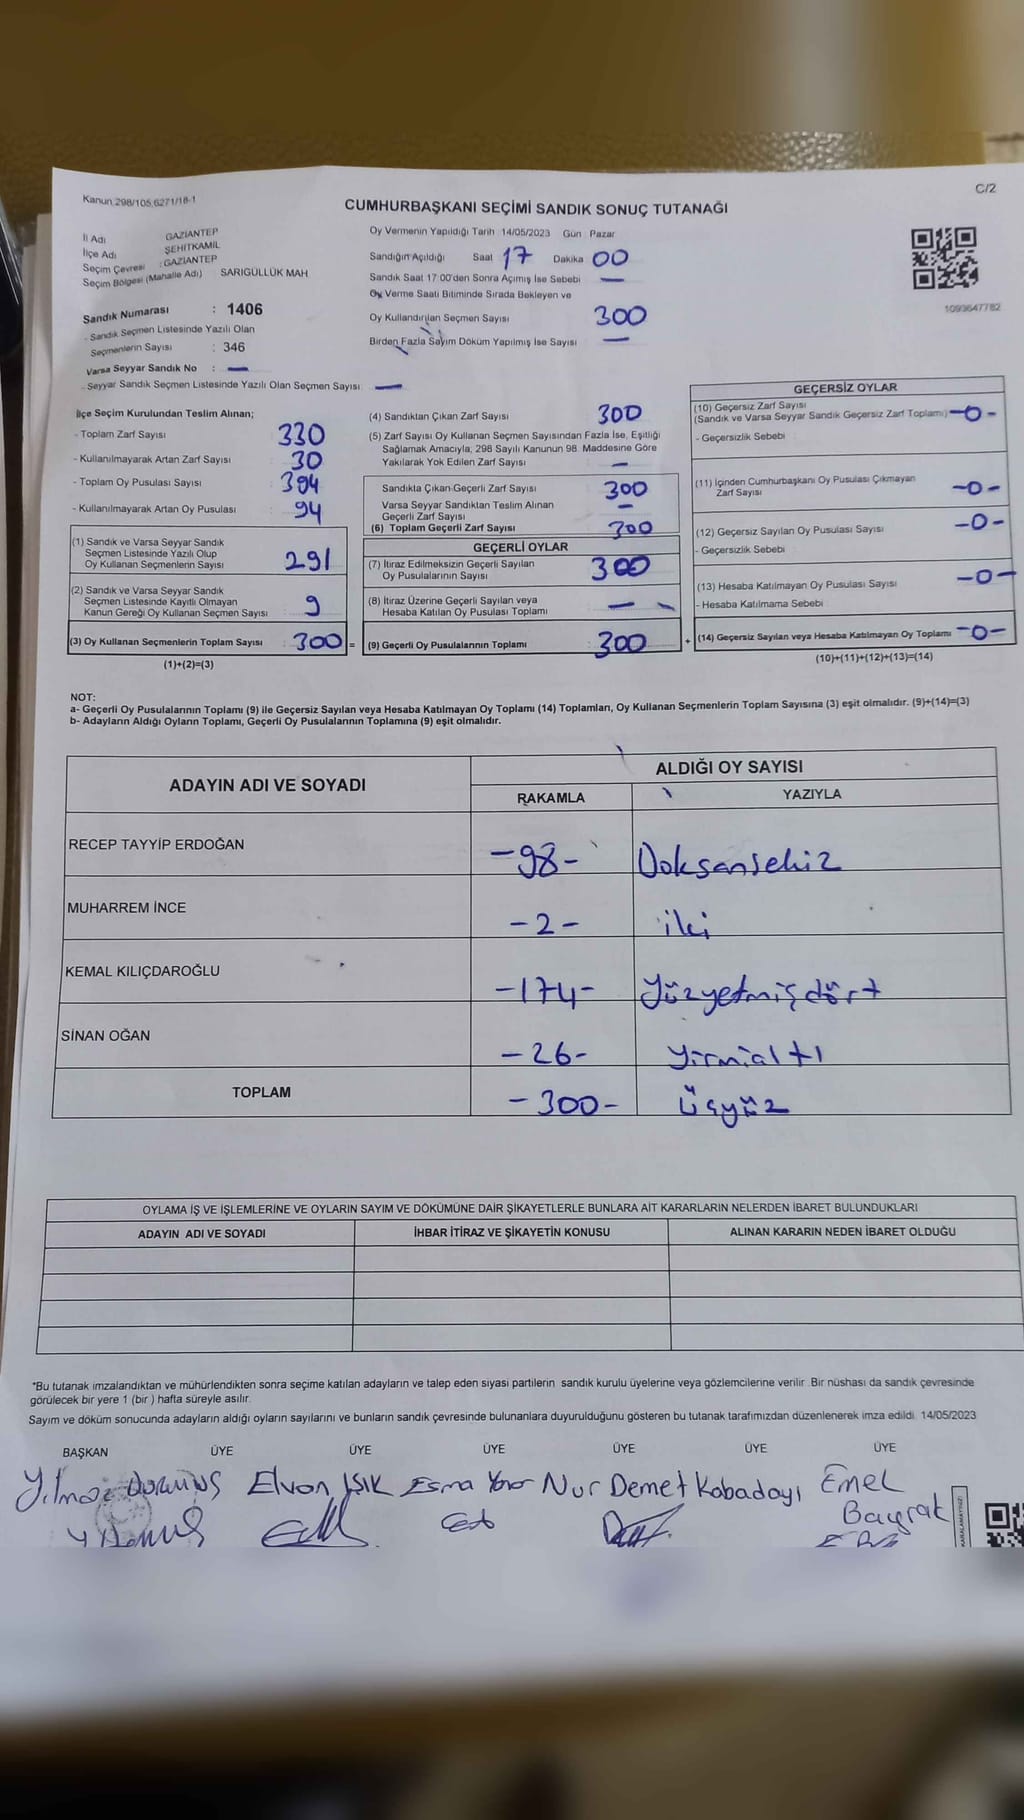 Kanun 298/105,6271/18-1
C/2
CUMHURBAŞKANI SEÇİMİ SANDIK SONUÇ TUTANAĞI
İl Adı GAZİANTEP
İlçe Adı ŞEHİTKAMİL
Seçim Çevresi : GAZİANTEP
Seçim Bölgesi (Mahalle Adı) SARIGÜLLÜK MAH
Sandık Numarası : 1406
Sandık Seçmen Listesinde Yazılı Olan
Seçmenlerin Sayısı : 346
Varsa Seyyar Sandık No : —
Seyyar Sandık Seçmen Listesinde Yazılı Olan Seçmen Sayısı —
Oy Vermenin Yapıldığı Tarih 14/05/2023 Gün Pazar
Sandığın Açıldığı Saat 17 Dakika 00
Sandık Saat 17:00'den Sonra Açımış İse Sebebi —
Oy Verme Saati Bitiminde Sırada Bekleyen ve
Oy Kullandırılan Seçmen Sayısı 300
Birden Fazla Sayım Döküm Yapılmış İse Sayısı —
1093647782
İlçe Seçim Kurulundan Teslim Alınan;
- Toplam Zarf Sayısı 330
- Kullanılmayarak Artan Zarf Sayısı 30
- Toplam Oy Pusulası Sayısı 394
- Kullanılmayarak Artan Oy Pusulası 94
(1) Sandık ve Varsa Seyyar Sandık
Seçmen Listesinde Yazılı Olup
Oy Kullanan Seçmenlerin Sayısı 291
(2) Sandık ve Varsa Seyyar Sandık
Seçmen Listesinde Kayıtlı Olmayan
Kanun Gereği Oy Kullanan Seçmen Sayısı 9
(3) Oy Kullanan Seçmenlerin Toplam Sayısı : 300 =
(1)+(2)=(3)
(4) Sandıktan Çıkan Zarf Sayısı 300
(5) Zarf Sayısı Oy Kullanan Seçmen Sayısından Fazla İse, Eşitliği
Sağlamak Amacıyla, 298 Sayılı Kanunun 98. Maddesine Göre
Yakılarak Yok Edilen Zarf Sayısı —
Sandıkta Çıkan Geçerli Zarf Sayısı 300
Varsa Seyyar Sandıktan Teslim Alınan
Geçerli Zarf Sayısı —
(6) Toplam Geçerli Zarf Sayısı 300
GEÇERLİ OYLAR
(7) İtiraz Edilmeksizin Geçerli Sayılan
Oy Pusulalarının Sayısı 300
(8) İtiraz Üzerine Geçerli Sayılan veya
Hesaba Katılan Oy Pusulası Toplamı —
(9) Geçerli Oy Pusulalarının Toplamı 300 +
GEÇERSİZ OYLAR
(10) Geçersiz Zarf Sayısı
(Sandık ve Varsa Seyyar Sandık Geçersiz Zarf Toplamı) -0-
- Geçersizlik Sebebi
(11) İçinden Cumhurbaşkanı Oy Pusulası Çıkmayan
Zarf Sayısı -0-
(12) Geçersiz Sayılan Oy Pusulası Sayısı -0-
- Geçersizlik Sebebi
(13) Hesaba Katılmayan Oy Pusulası Sayısı -0-
- Hesaba Katılmama Sebebi
(14) Geçersiz Sayılan veya Hesaba Katılmayan Oy Toplamı -0-
(10)+(11)+(12)+(13)=(14)
NOT:
a- Geçerli Oy Pusulalarının Toplamı (9) ile Geçersiz Sayılan veya Hesaba Katılmayan Oy Toplamı (14) Toplamları, Oy Kullanan Seçmenlerin Toplam Sayısına (3) eşit olmalıdır. (9)+(14)=(3)
b- Adayların Aldığı Oyların Toplamı, Geçerli Oy Pusulalarının Toplamına (9) eşit olmalıdır.
ADAYIN ADI VE SOYADI ALDIĞI OY SAYISI
RAKAMLA YAZIYLA
RECEP TAYYİP ERDOĞAN -98- Doksansekiz
MUHARREM İNCE -2- iki
KEMAL KILIÇDAROĞLU -174- Yüzyetmişdört
SİNAN OĞAN -26- yirmialtı
TOPLAM -300- Üçyüz
OYLAMA İŞ VE İŞLEMLERİNE VE OYLARIN SAYIM VE DÖKÜMÜNE DAİR ŞİKAYETLERLE BUNLARA AİT KARARLARIN NELERDEN İBARET BULUNDUKLARI
ADAYIN ADI VE SOYADI İHBAR İTİRAZ VE ŞİKAYETİN KONUSU ALINAN KARARIN NEDEN İBARET OLDUĞU
*Bu tutanak imzalandıktan ve mühürlendikten sonra seçime katılan adayların ve talep eden siyasi partilerin sandık kurulu üyelerine veya gözlemcilerine verilir. Bir nüshası da sandık çevresinde
görülecek bir yere 1 (bir ) hafta süreyle asılır.
Sayım ve döküm sonucunda adayların aldığı oyların sayılarını ve bunların sandık çevresinde bulunanlara duyurulduğunu gösteren bu tutanak tarafımızdan düzenlenerek imza edildi. 14/05/2023
BAŞKAN ÜYE ÜYE ÜYE ÜYE ÜYE ÜYE
Yılmaz Durmuş Elvan IŞIK Esma Nur Demet Kabadayı Emel
Bayrak